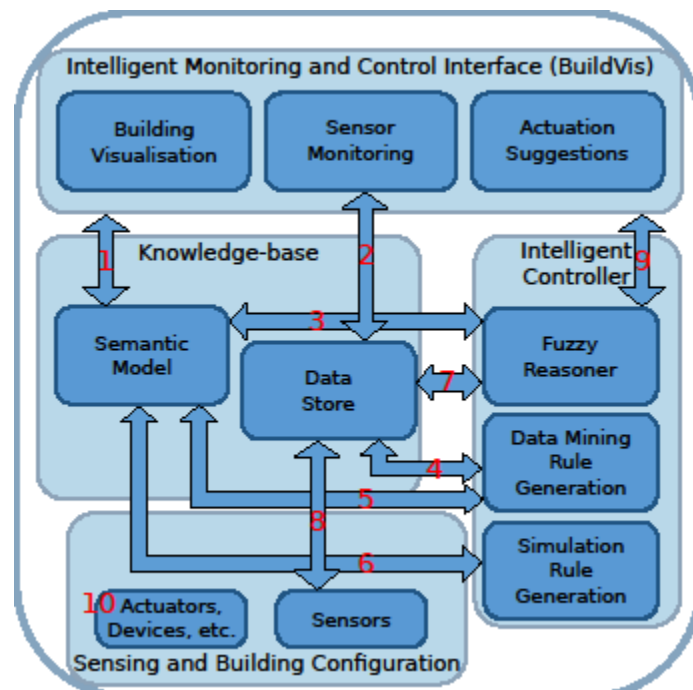 Intelligent Monitoring and Control Interface (BuildVis)
Building
Visualisation
Sensor
Monitoring
Actuation
Suggestions
1
2
9
Knowledge-base
Intelligent
Controller
3
Semantic
Model
Data
Store
7
Fuzzy
Reasoner
4
5
Data Mining
Rule
Generation
8
6
Simulation
Rule
Generation
10
Actuators,
Devices, etc.
Sensors
Sensing and Building Configuration